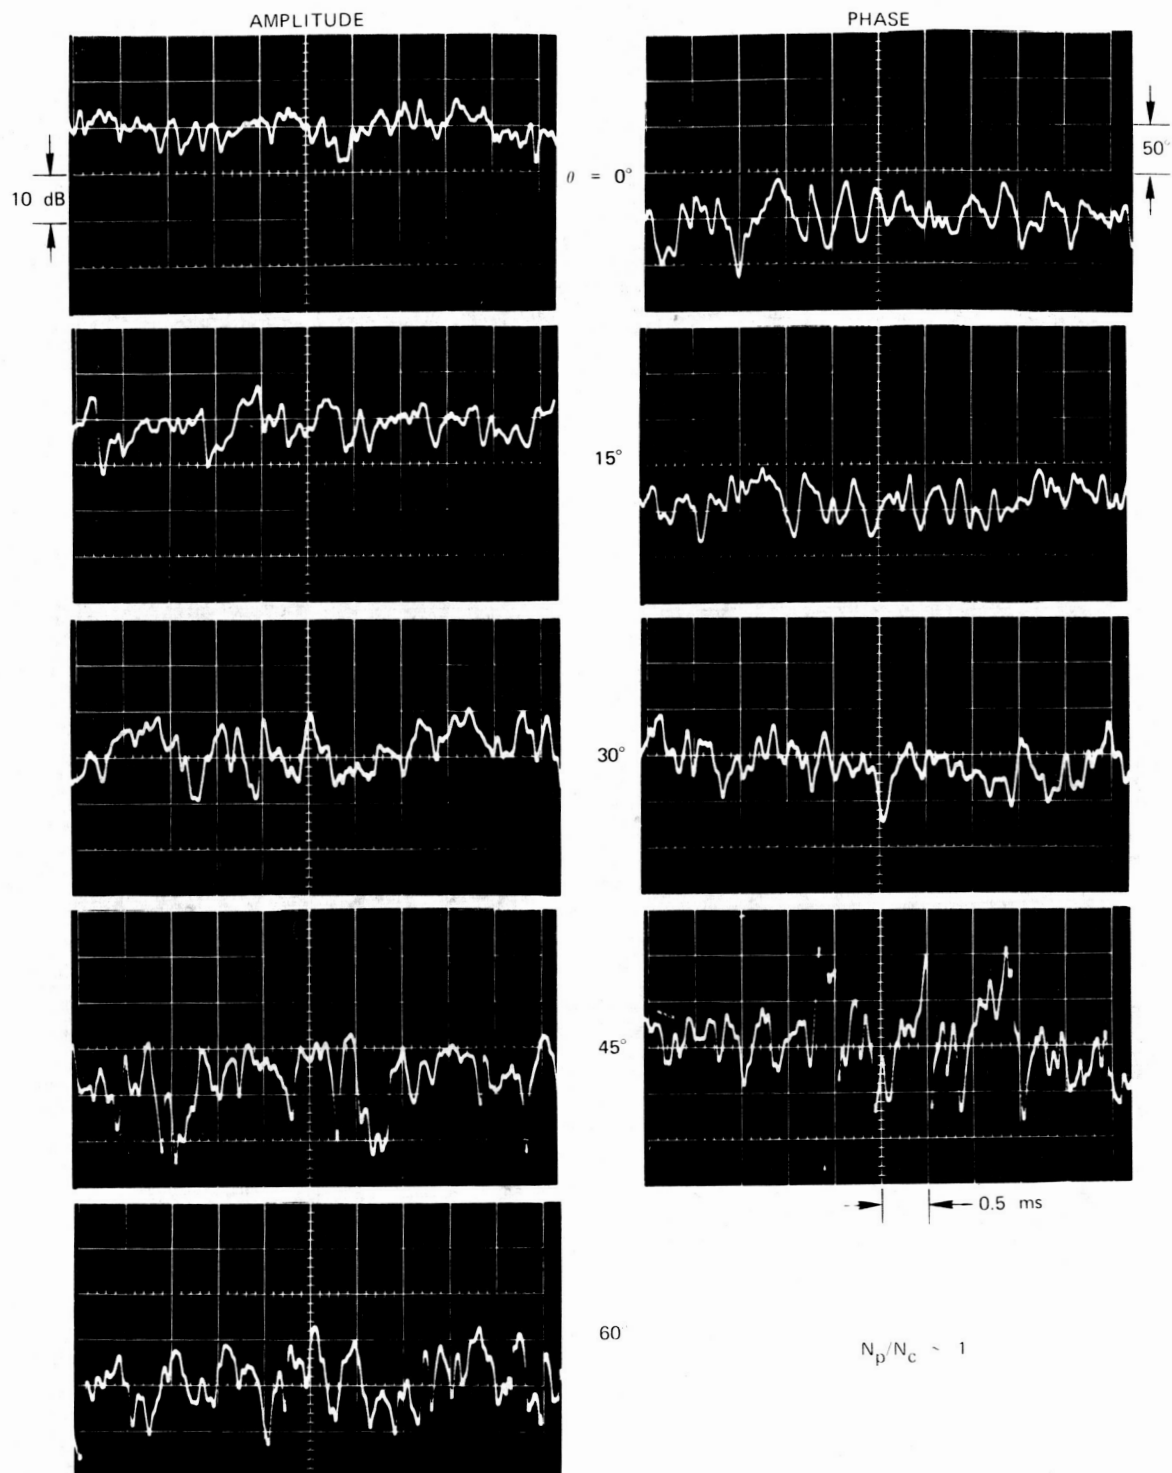 AMPLITUDE
PHASE
10 dB
θ = 0°
50°
15°
30°
45°
0.5 ms
60°
N_p/N_c ~ 1